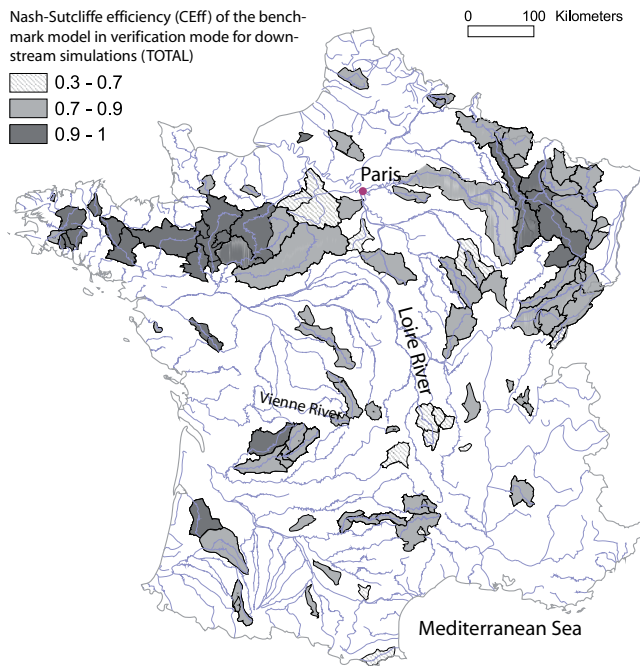 Nash-Sutcliffe efficiency (CEff) of the bench-
mark model in verification mode for down-
stream simulations (TOTAL)
0.3 - 0.7
0.7 - 0.9
0.9 - 1
0 100 Kilometers
Paris
Loire River
Vienne River
Mediterranean Sea